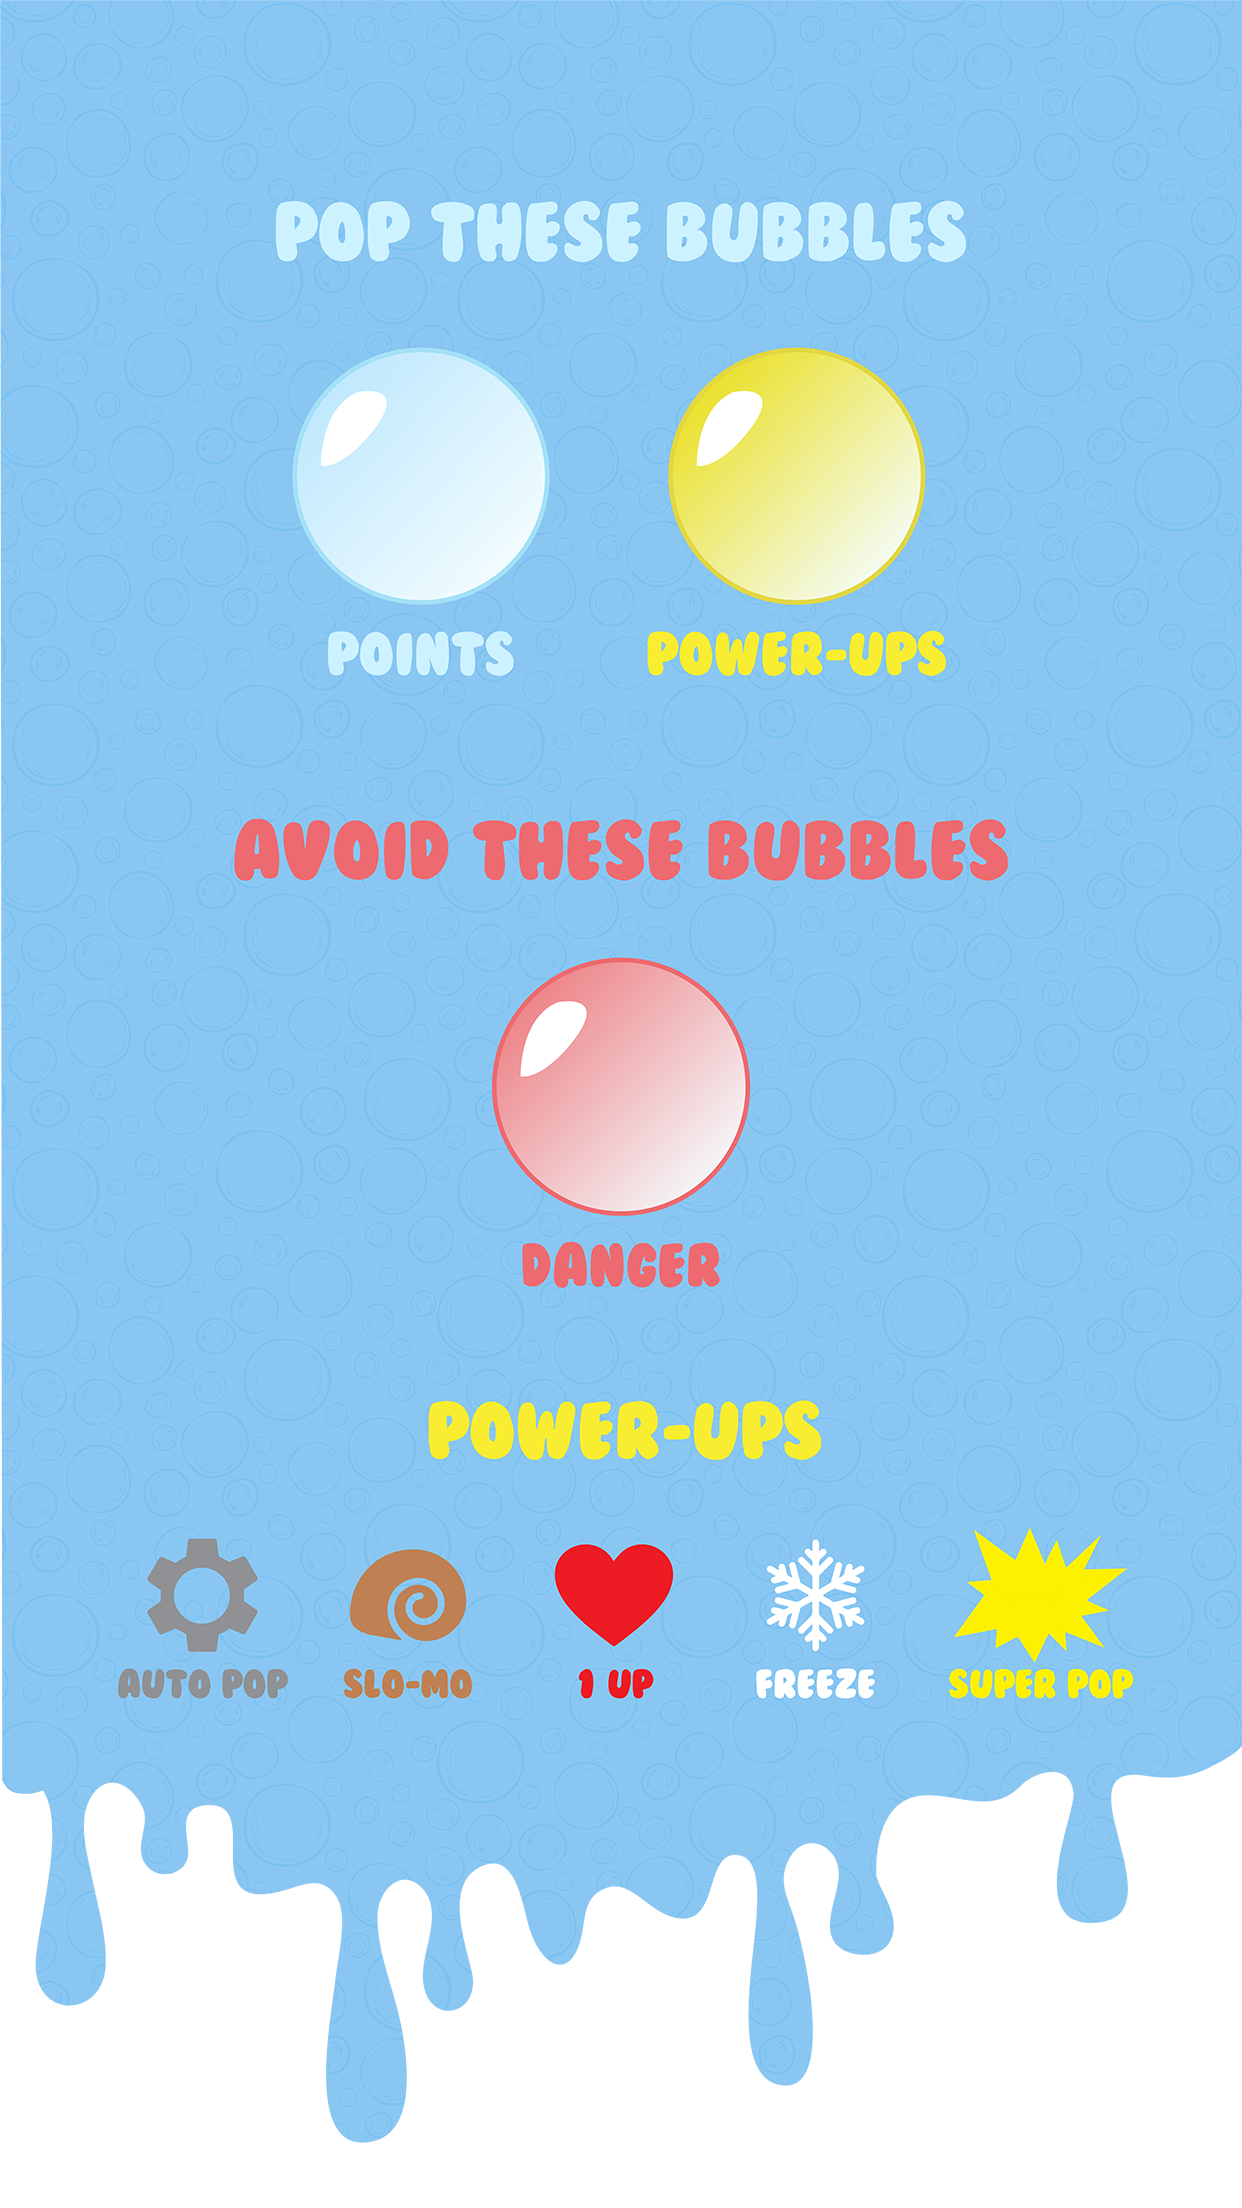 POP THESE BUBBLES
POINTS
POWER-UPS
AVOID THESE BUBBLES
DANGER
POWER-UPS
AUTO POP
SLO-MO
1 UP
FREEZE
SUPER POP